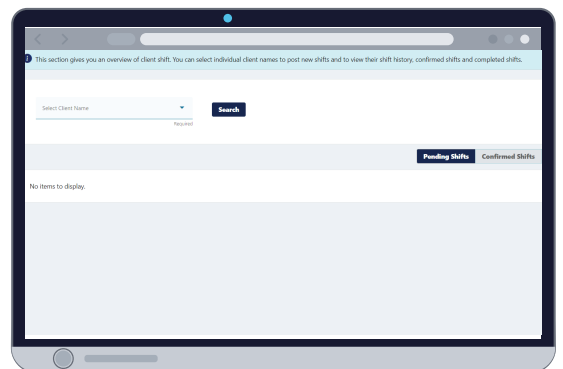 This section gives you an overview of client shift. You can select individual client names to post new shifts and to view their shift history, confirmed shifts and completed shifts.
Select Client Name
Search
Required
Pending Shifts
Confirmed Shifts
No items to display.